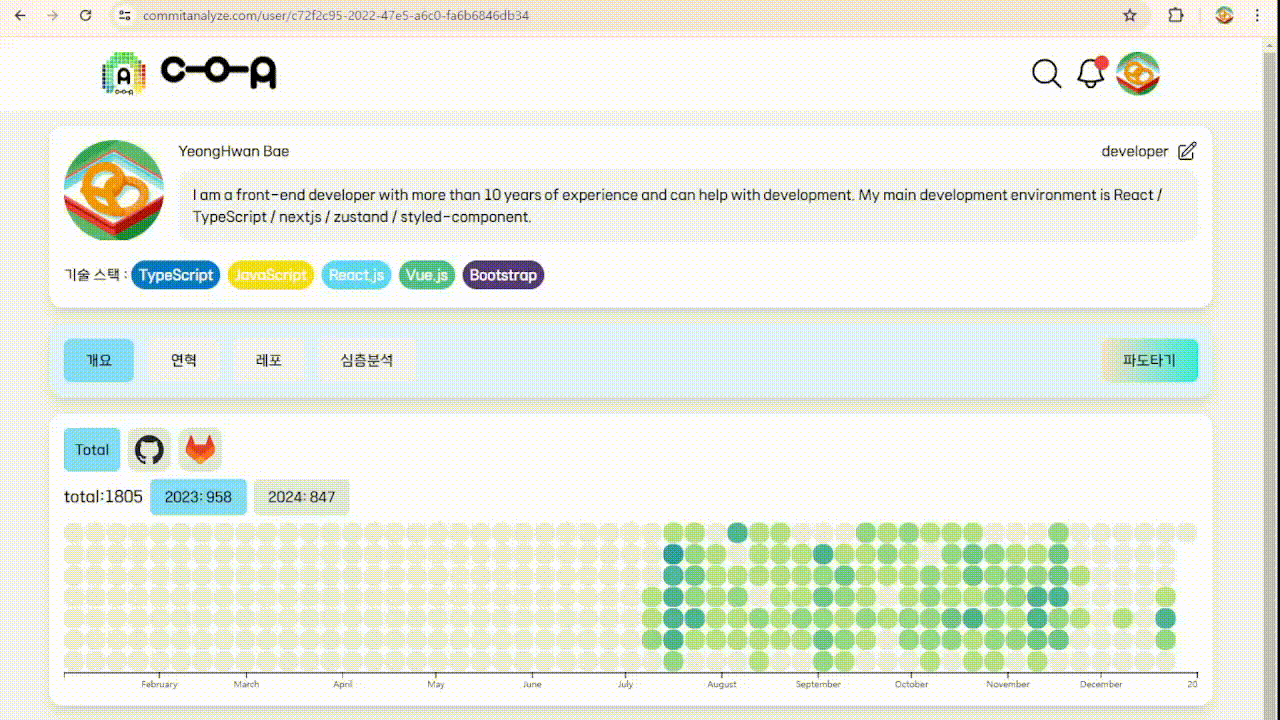 commitanalyze.com/user/c72f2c95-2022-47e5-a6c0-fa6b6846db34
A C-O-A C-O-A
YeongHwan Bae developer
I am a front-end developer with more than 10 years of experience and can help with development. My main development environment is React /
TypeScript / nextjs / zustand / styled-component.
기술 스택 : TypeScript JavaScript React.js Vue.js Bootstrap
개요 연혁 레포 심층분석 파도타기
Total
total:1805 2023: 958 2024: 847
February March April May June July August September October November December 20